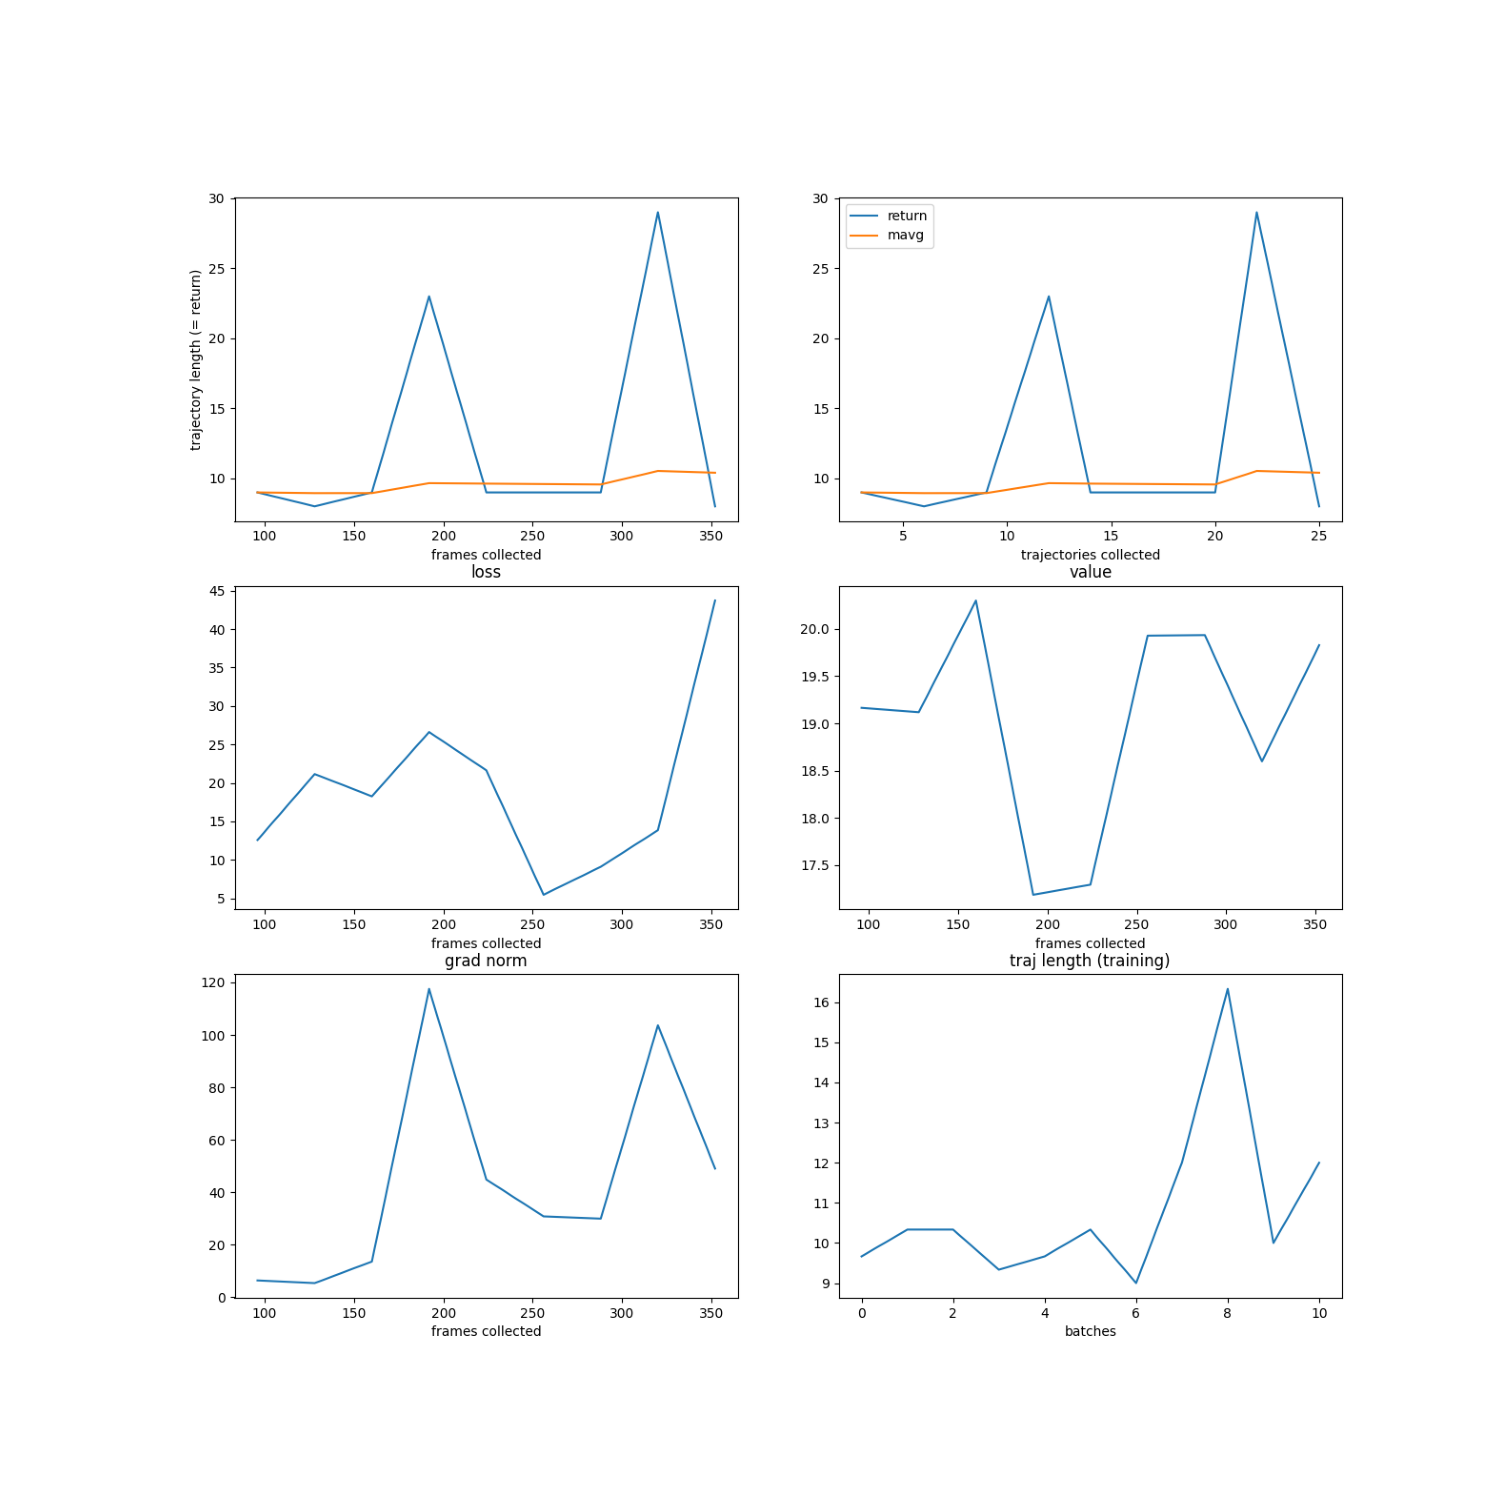 30
25
20
15
10
trajectory length (= return)
100 150 200 250 300 350
frames collected
return
mavg
30
25
20
15
10
5 10 15 20 25
trajectories collected
loss
45
40
35
30
25
20
15
10
5
100 150 200 250 300 350
frames collected
value
20.0
19.5
19.0
18.5
18.0
17.5
100 150 200 250 300 350
frames collected
grad norm
120
100
80
60
40
20
0
100 150 200 250 300 350
frames collected
traj length (training)
16
15
14
13
12
11
10
9
0 2 4 6 8 10
batches